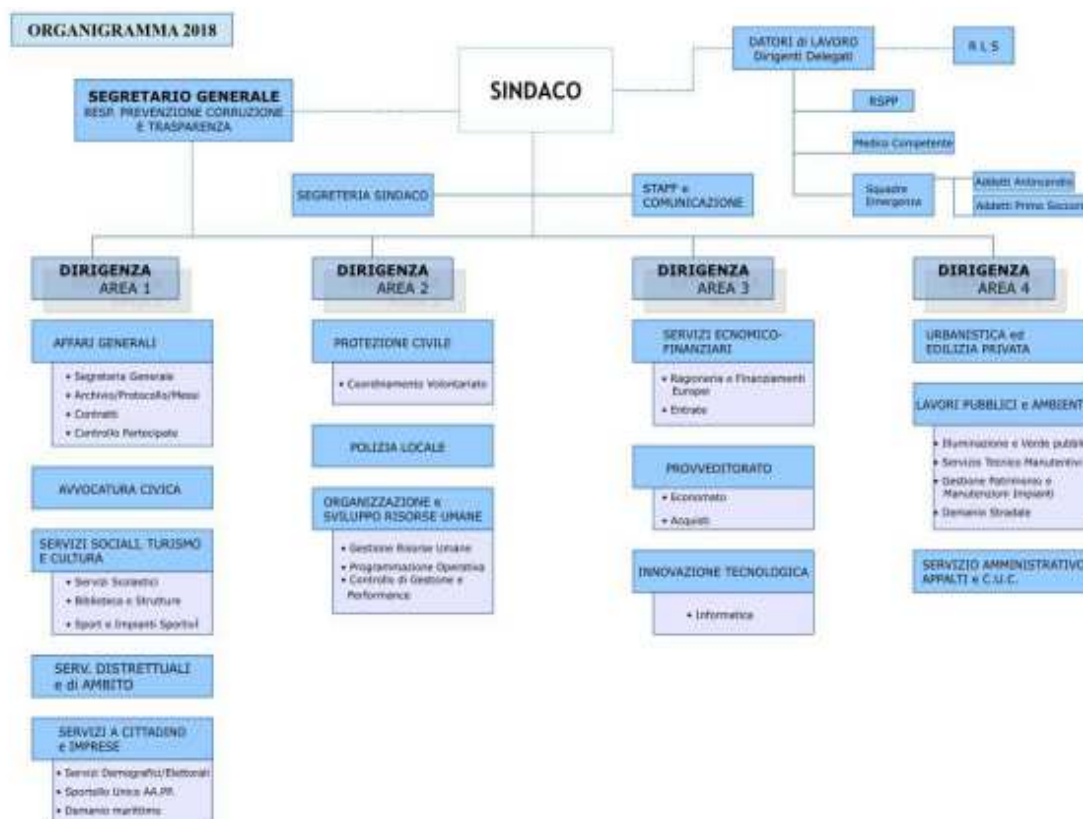 ORGANIGRAMMA 2018
SINDACO
DATORI di LAVORO
Dirigenti Delegati
R L S
SEGRETARIO GENERALE
RESP. PREVENZIONE CORRUZIONE
E TRASPARENZA
RSPP
Medico Competente
SEGRETERIA SINDACO
STAFF e
COMUNICAZIONE
Squadre
Emergenza
Addetti Antincendio
Addetti Primo Soccors
DIRIGENZA
AREA 1
AFFARI GENERALI
• Segreteria Generale
• Archivio/Protocollo/Messi
• Contratti
• Controllo Partecipate
AVVOCATURA CIVICA
SERVIZI SOCIALI, TURISMO
E CULTURA
• Servizi Scolastici
• Biblioteca e Strutture
• Sport e Impianti Sportivi
SERV. DISTRETTUALI
e di AMBITO
SERVIZI A CITTADINO
e IMPRESE
• Servizi Demografici/Elettorali
• Sportello Unico AA.PP.
• Demanio marittimo
DIRIGENZA
AREA 2
PROTEZIONE CIVILE
• Coordinamento Volontariato
POLIZIA LOCALE
ORGANIZZAZIONE e
SVILUPPO RISORSE UMANE
• Gestione Risorse Umane
• Programmazione Operativa
• Controllo di Gestione e
Performance
DIRIGENZA
AREA 3
SERVIZI ECNOMICO-
FINANZIARI
• Ragioneria e Finanziamenti
Europei
• Entrate
PROVVEDITORATO
• Economato
• Acquisti
INNOVAZIONE TECNOLOGICA
• Informatica
DIRIGENZA
AREA 4
URBANISTICA ed
EDILIZIA PRIVATA
LAVORI PUBBLICI e AMBIENT
• Illuminazione e Verde pubbli
• Servizio Tecnico Manutentivo
• Gestione Patrimonio e
Manutenzioni Impianti
• Demanio Stradale
SERVIZIO AMMINISTRATIVO
APPALTI e C.U.C.